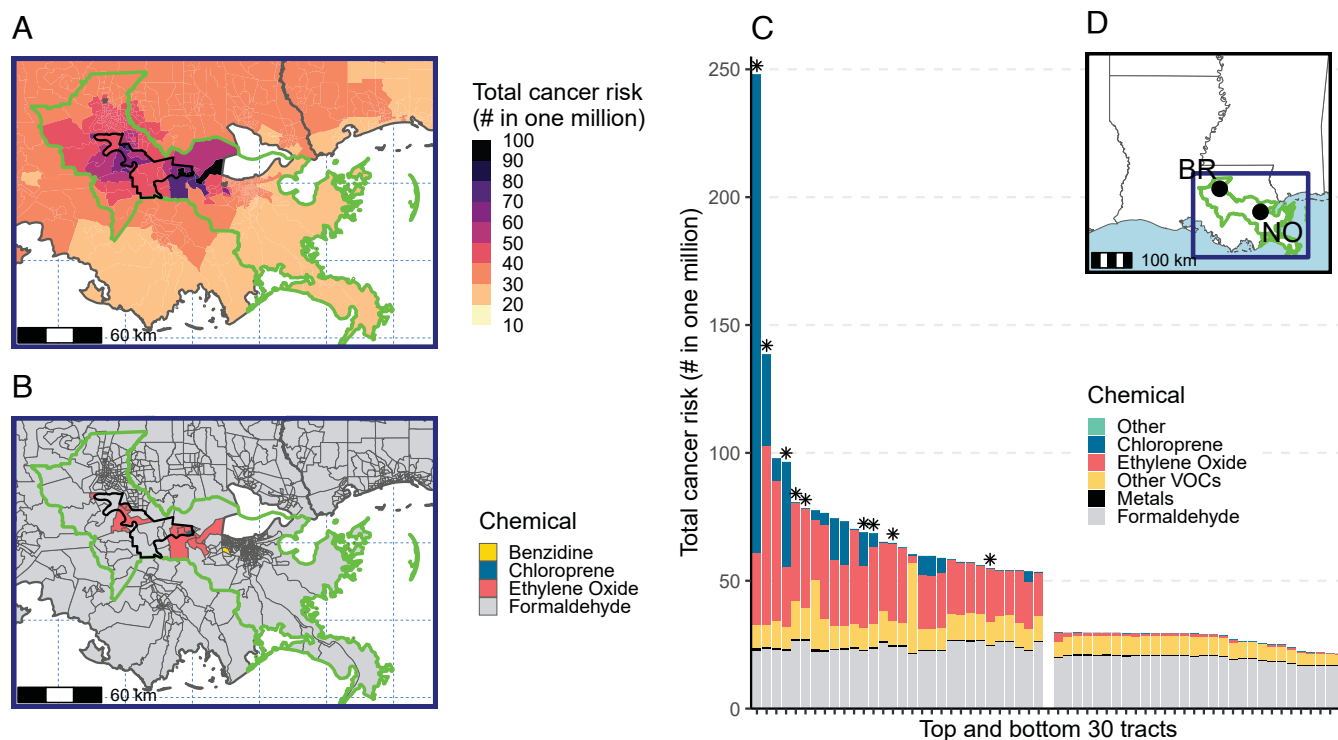 A
Total cancer risk
(# in one million)
100
90
80
70
60
50
40
30
20
10
60 km
B
Chemical
Benzidine
Chloroprene
Ethylene Oxide
Formaldehyde
60 km
C
Total cancer risk (# in one million)
250
200
150
100
50
0
*
*
*
*
*
*
*
*
*
Top and bottom 30 tracts
Chemical
Other
Chloroprene
Ethylene Oxide
Other VOCs
Metals
Formaldehyde
D
BR
NO
100 km